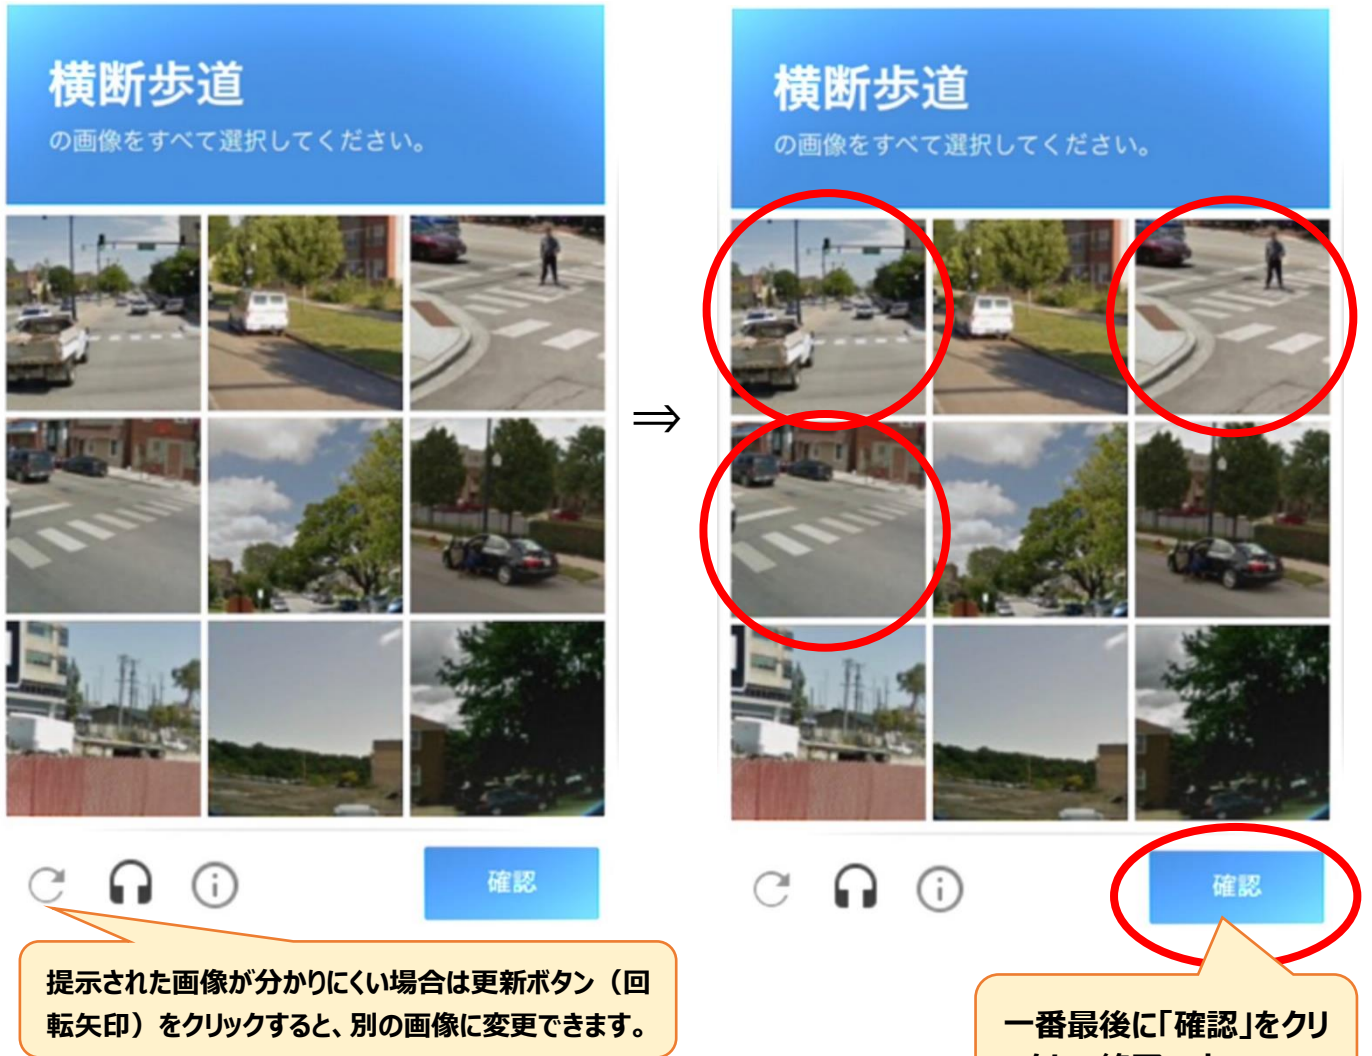 横断歩道
の画像をすべて選択してください。
確認
提示された画像が分かりにくい場合は更新ボタン（回
転矢印）をクリックすると、別の画像に変更できます。
⇒
横断歩道
の画像をすべて選択してください。
確認
一番最後に「確認」をクリ